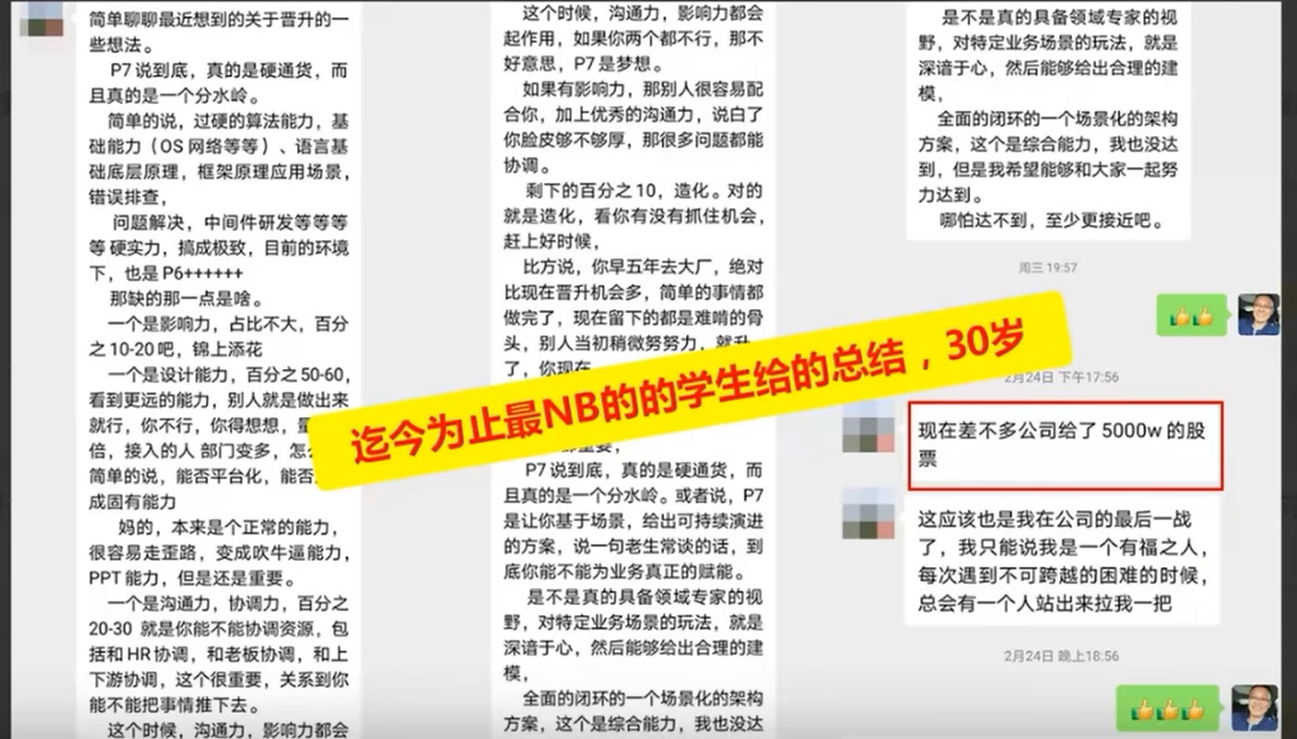 简单聊聊最近想到的关于晋升的一
些想法。
P7说到底，真的是硬通货，而
且真的是一个分水岭。
简单的说，过硬的算法能力，基
础能力（OS网络等等）、语言基
础底层原理，框架原理应用场景，
错误排查，
问题解决，中间件研发等等等
等 硬实力，搞成极致，目前的环境
下，也是P6++++++
那缺的那一点是啥。
一个是影响力，占比不大，百分
之10-20吧，锦上添花
一个是设计能力，百分之50-60，
看到更远的能力，别人就是做出来
就行，你不行，你得想想，
倍，接入的人 部门变多，
简单的说，能否平台化，能否
成固有能力
妈的，本来是个正常的能力，
很容易走歪路，变成吹牛逼能力，
PPT能力，但是还是重要。
一个是沟通力，协调力，百分之
20-30 就是你能不能协调资源，包
括和HR协调，和老板协调，和上
下游协调，这个很重要，关系到你
能不能把事情推下去。
这个时候，沟通力，影响力都会
这个时候，沟通力，影响力都会
起作用，如果你两个都不行，那不
好意思，P7是梦想。
如果有影响力，那别人很容易配
合你，加上优秀的沟通力，说白了
你脸皮够不够厚，那很多问题都能
协调。
剩下的百分之10，造化。对的
就是造化，看你有没有抓住机会，
赶上好时候，
比方说，你早五年去大厂，绝对
比现在晋升机会多，简单的事情都
做完了，现在留下的都是难啃的骨
头，别人当初稍微努努力，就升
了，你现在
重要，
P7说到底，真的是硬通货，而
且真的是一个分水岭。或者说，P7
是让你基于场景，给出可持续演进
的方案，说一句老生常谈的话，到
底你能不能为业务真正的赋能。
是不是真的具备领域专家的视
野，对特定业务场景的玩法，就是
深谙于心，然后能够给出合理的建
模，
全面的闭环的一个场景化的架构
方案，这个是综合能力，我也没达
是不是真的具备领域专家的视
野，对特定业务场景的玩法，就是
深谙于心，然后能够给出合理的建
模，
全面的闭环的一个场景化的架构
方案，这个是综合能力，我也没达
到，但是我希望能够和大家一起努
力达到。
哪怕达不到，至少更接近吧。
周三 19:57
2月24日 下午17:56
现在差不多公司给了5000w的股
票
这应该也是我在公司的最后一战
了，我只能说我是一个有福之人，
每次遇到不可跨越的困难的时候，
总会有一个人站出来拉我一把
2月24日 晚上18:56
迄今为止最NB的的学生给的总结，30岁